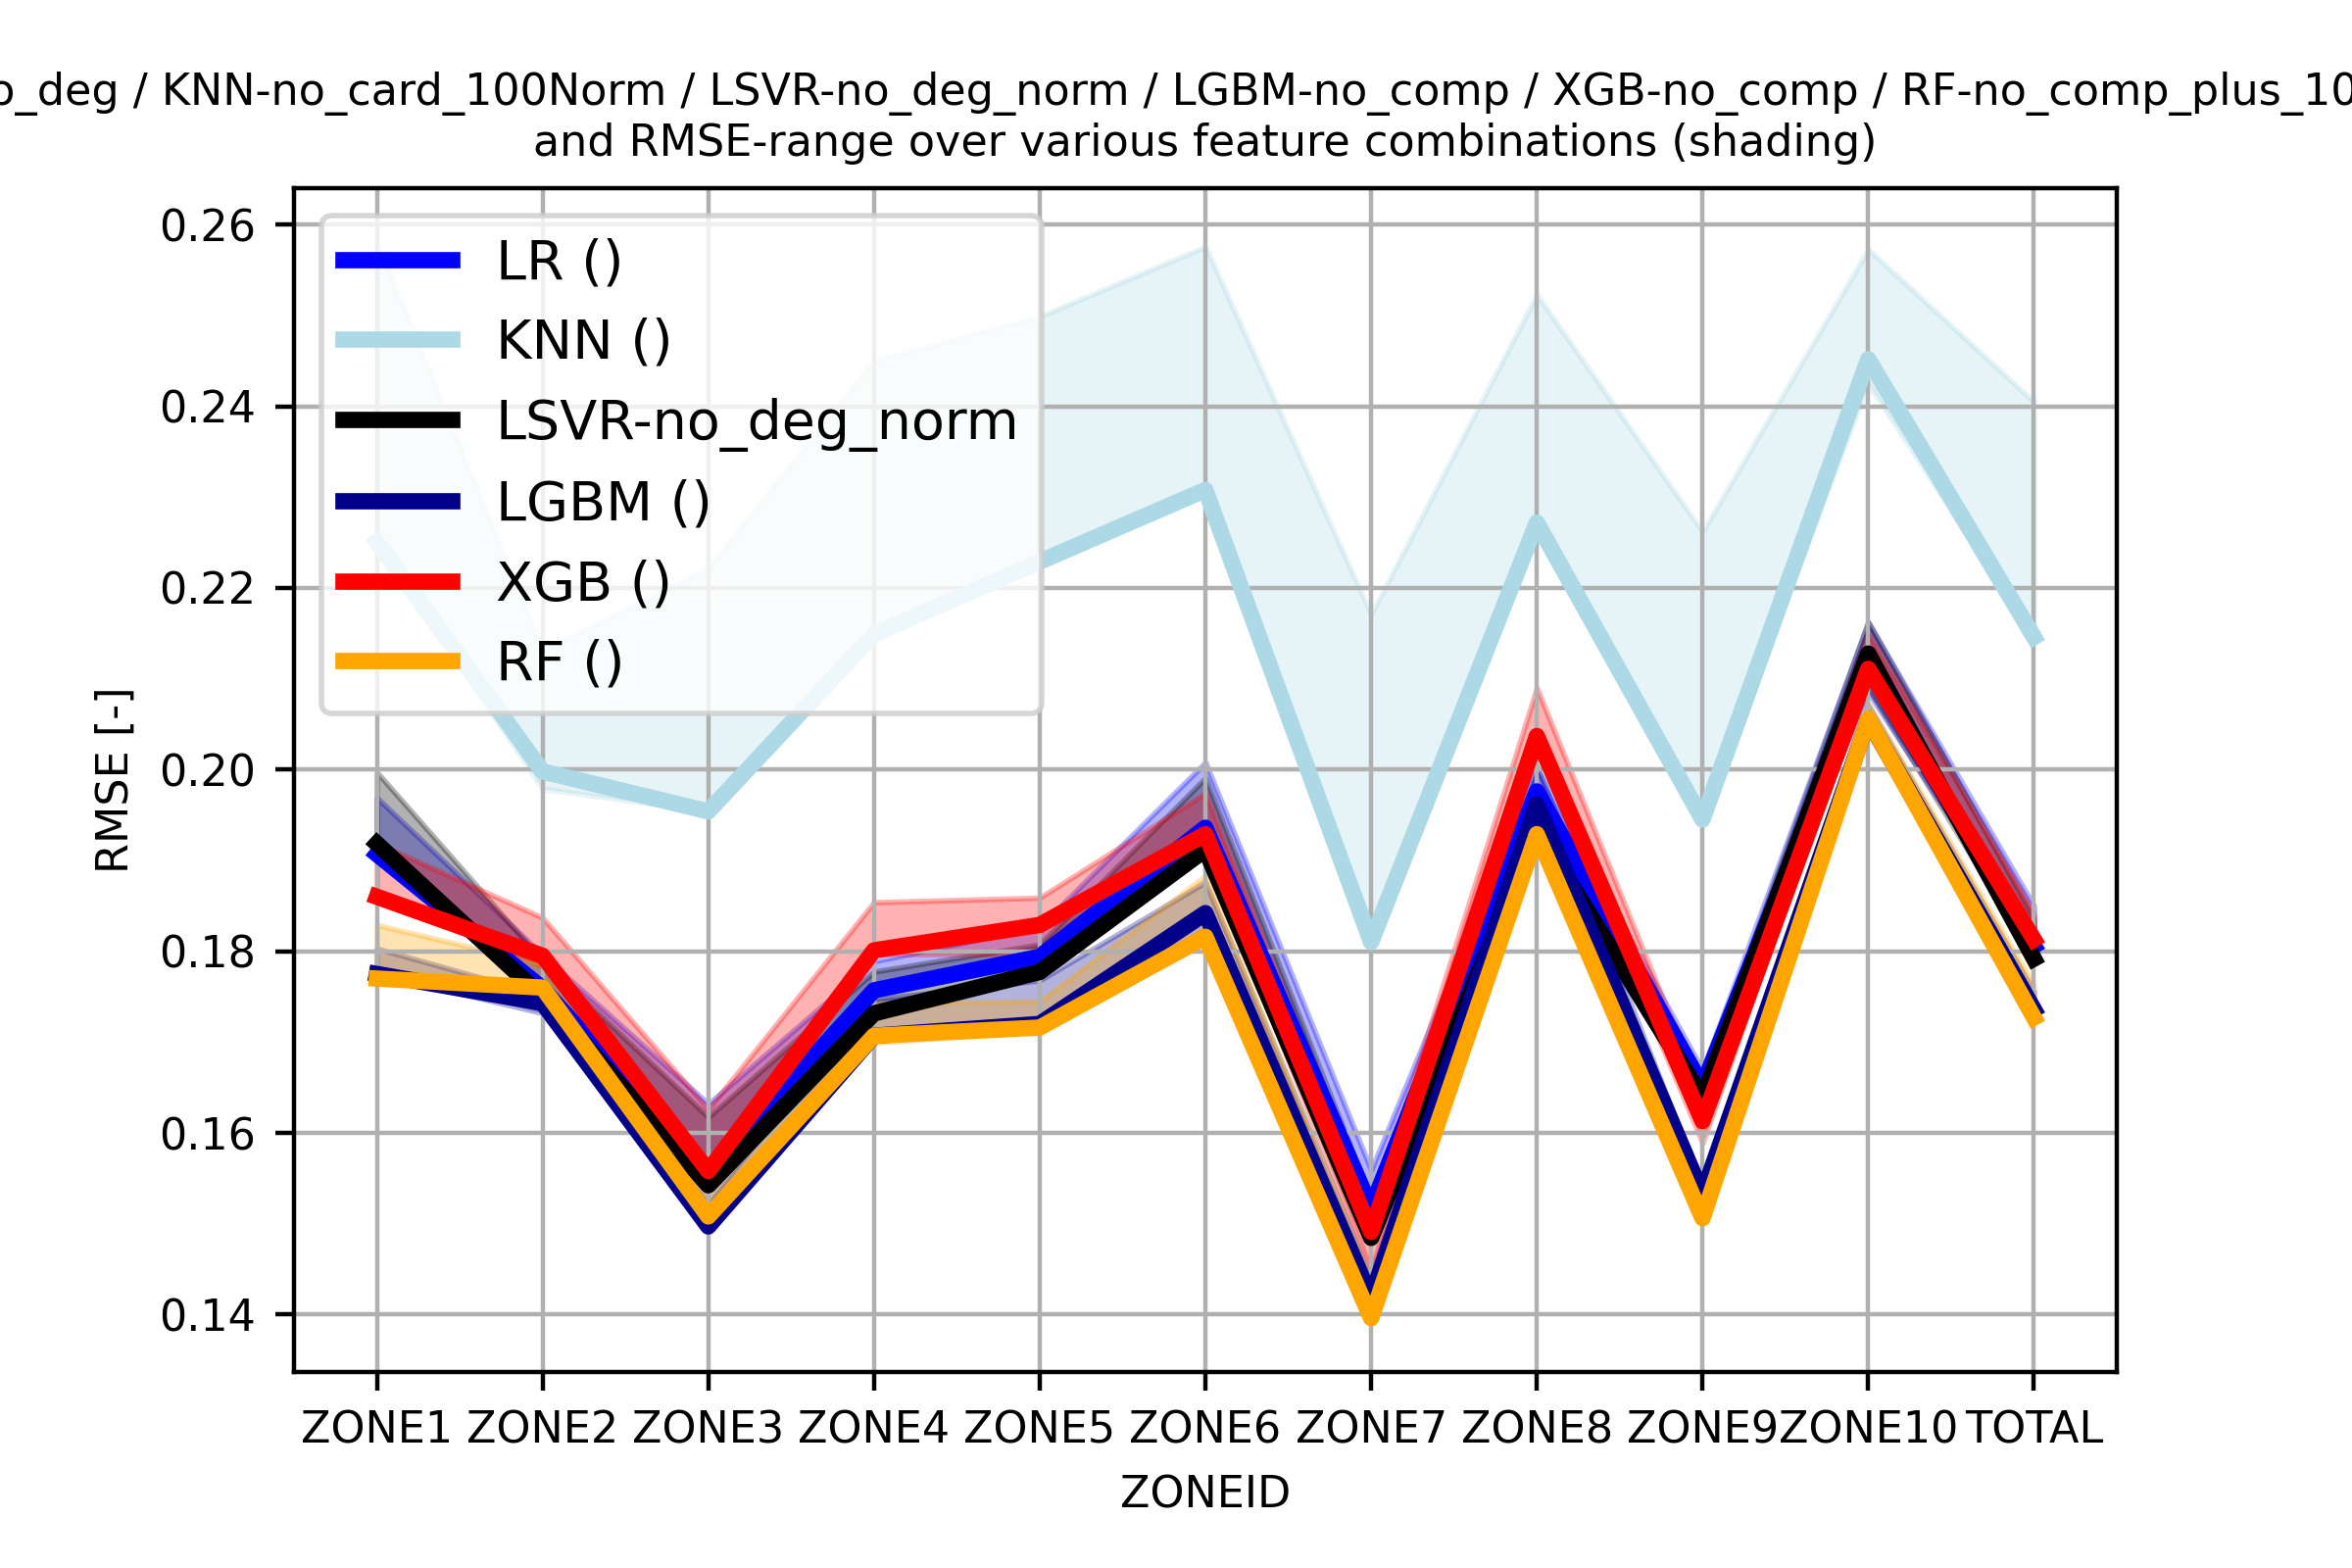 o_deg / KNN-no_card_100Norm / LSVR-no_deg_norm / LGBM-no_comp / XGB-no_comp / RF-no_comp_plus_10
and RMSE-range over various feature combinations (shading)
0.26
0.24
0.22
0.20
0.18
0.16
0.14
RMSE [-]
LR ()
KNN ()
LSVR-no_deg_norm
LGBM ()
XGB ()
RF ()
ZONE1 ZONE2 ZONE3 ZONE4 ZONE5 ZONE6 ZONE7 ZONE8 ZONE9 ZONE10 TOTAL
ZONEID